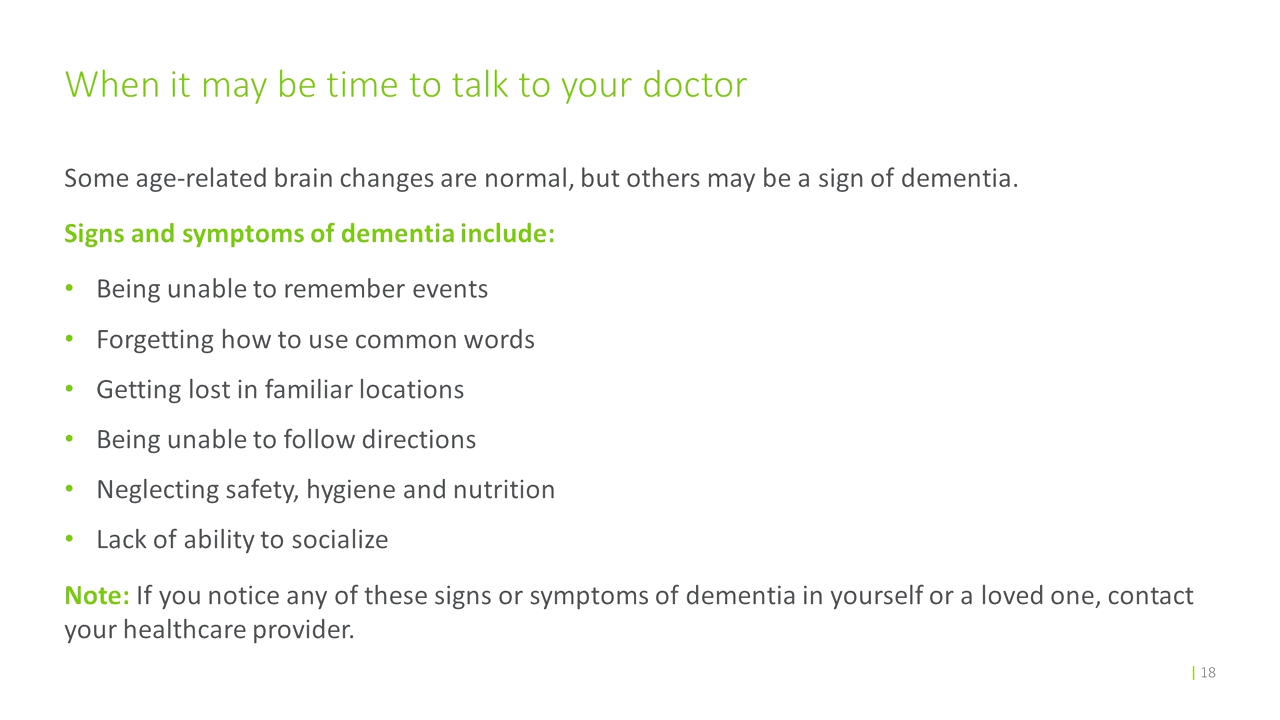 When it may be time to talk to your doctor
Some age-related brain changes are normal, but others may be a sign of dementia.
Signs and symptoms of dementia include:
• Being unable to remember events
• Forgetting how to use common words
• Getting lost in familiar locations
• Being unable to follow directions
• Neglecting safety, hygiene and nutrition
• Lack of ability to socialize
Note: If you notice any of these signs or symptoms of dementia in yourself or a loved one, contact
your healthcare provider.
| 18